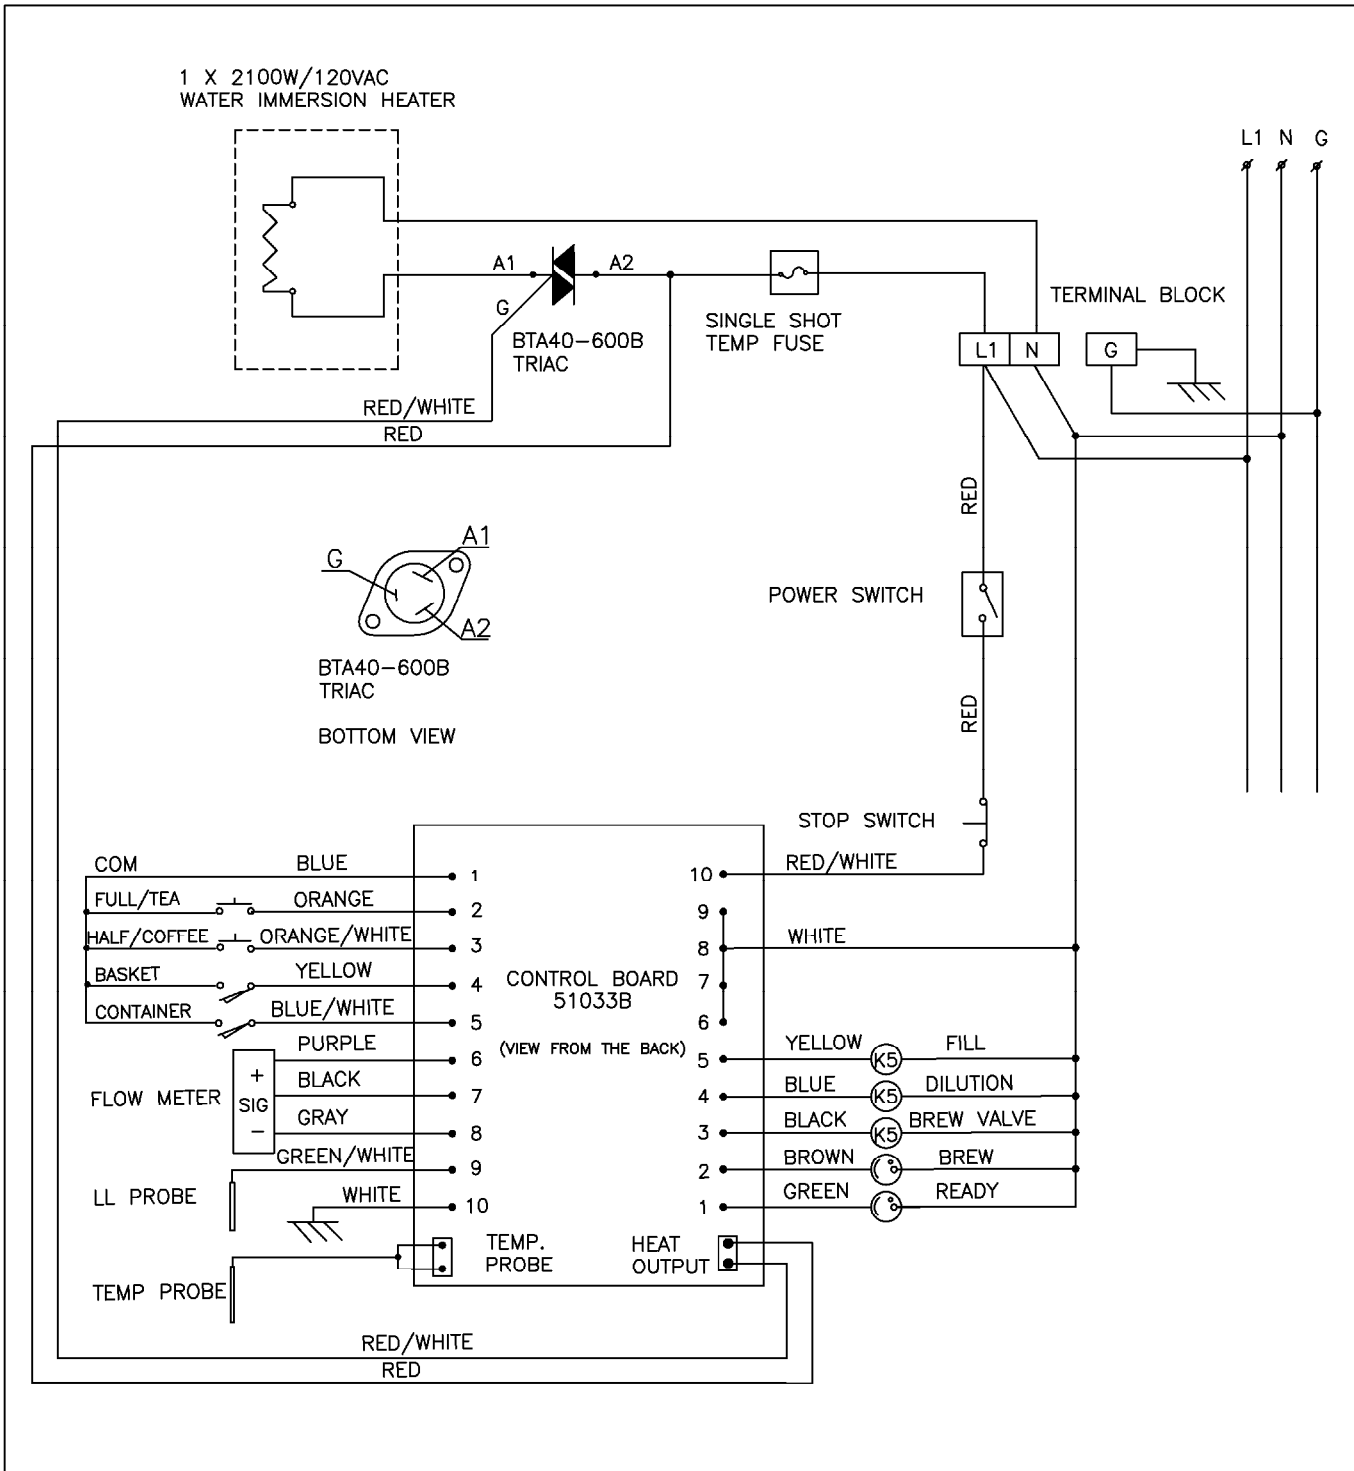 1 X 2100W/120VAC
WATER IMMERSION HEATER
L1 N G
A1
A2
G
BTA40-600B
TRIAC
SINGLE SHOT
TEMP FUSE
TERMINAL BLOCK
L1 N G
RED/WHITE
RED
RED
G
A1
A2
BTA40-600B
TRIAC
BOTTOM VIEW
POWER SWITCH
RED
STOP SWITCH
COM BLUE 1
FULL/TEA ORANGE 2
HALF/COFFEE ORANGE/WHITE 3
BASKET YELLOW 4
CONTAINER BLUE/WHITE 5
PURPLE 6
BLACK 7
GRAY 8
FLOW METER
+
SIG
−
GREEN/WHITE 9
LL PROBE
WHITE 10
TEMP.
PROBE
TEMP PROBE
CONTROL BOARD
51033B
(VIEW FROM THE BACK)
10 RED/WHITE
9
8 WHITE
7
6
5 YELLOW K5 FILL
4 BLUE K5 DILUTION
3 BLACK K5 BREW VALVE
2 BROWN BREW
1 GREEN READY
HEAT
OUTPUT
RED/WHITE
RED